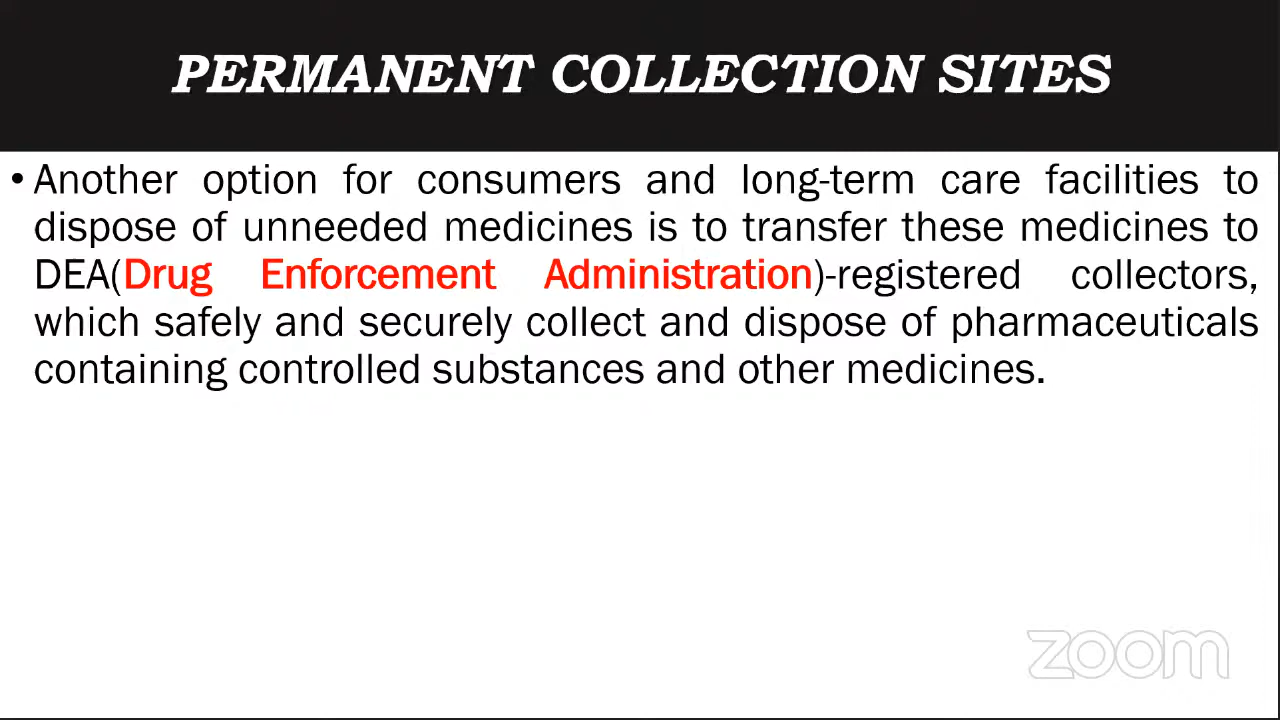 PERMANENT COLLECTION SITES
• Another option for consumers and long-term care facilities to
dispose of unneeded medicines is to transfer these medicines to
DEA(Drug Enforcement Administration)-registered collectors,
which safely and securely collect and dispose of pharmaceuticals
containing controlled substances and other medicines.
zoom